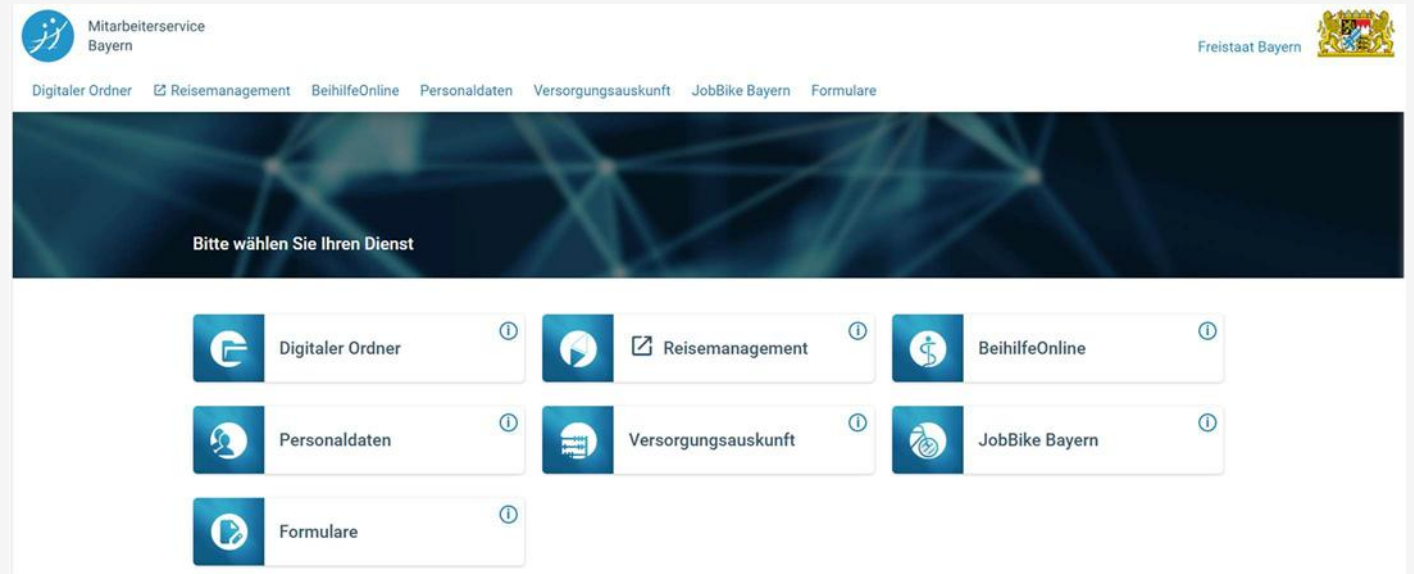 Mitarbeiterservice
Bayern
Freistaat Bayern
Digitaler Ordner Reisemanagement BeihilfeOnline Personaldaten Versorgungsauskunft JobBike Bayern Formulare
Bitte wählen Sie Ihren Dienst
Digitaler Ordner
Reisemanagement
BeihilfeOnline
Personaldaten
Versorgungsauskunft
JobBike Bayern
Formulare